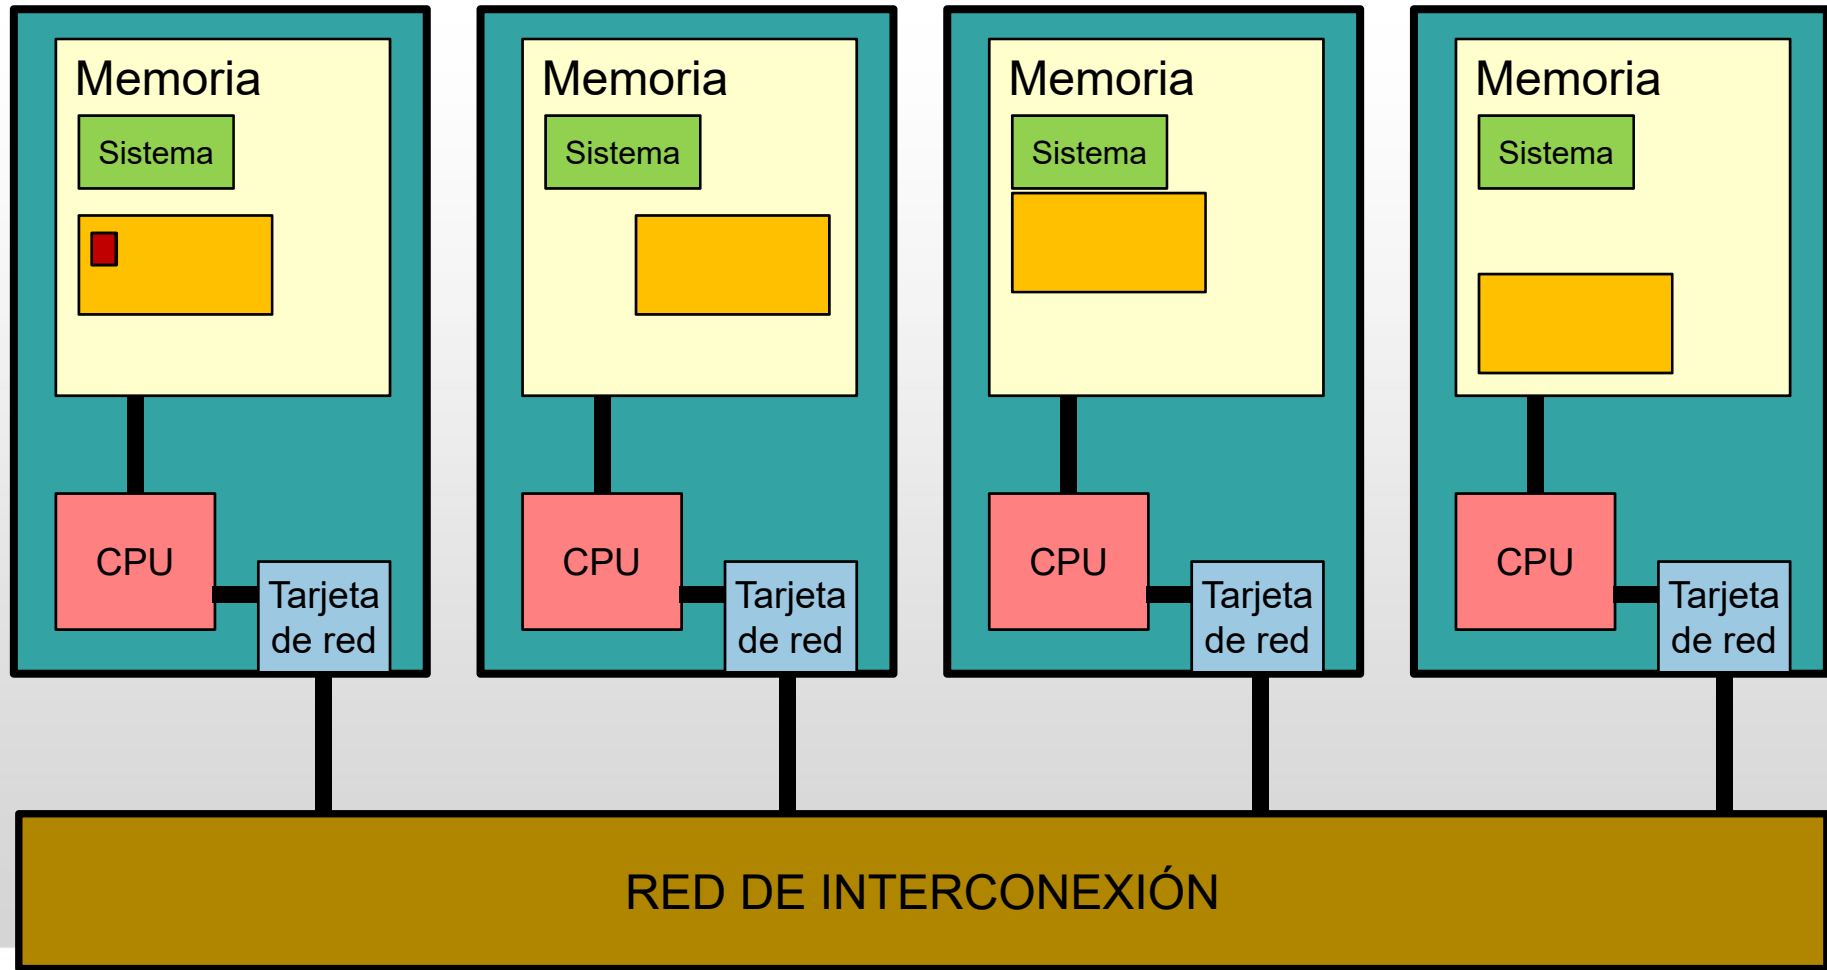 Memoria
Sistema
CPU
Tarjeta
de red
Memoria
Sistema
CPU
Tarjeta
de red
Memoria
Sistema
CPU
Tarjeta
de red
Memoria
Sistema
CPU
Tarjeta
de red
RED DE INTERCONEXIÓN